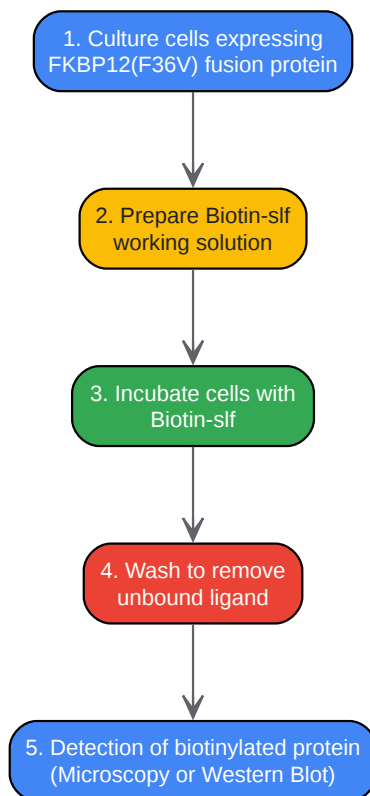 1. Culture cells expressing
FKBP12(F36V) fusion protein
2. Prepare Biotin-slf
working solution
3. Incubate cells with
Biotin-slf
4. Wash to remove
unbound ligand
5. Detection of biotinylated protein
(Microscopy or Western Blot)